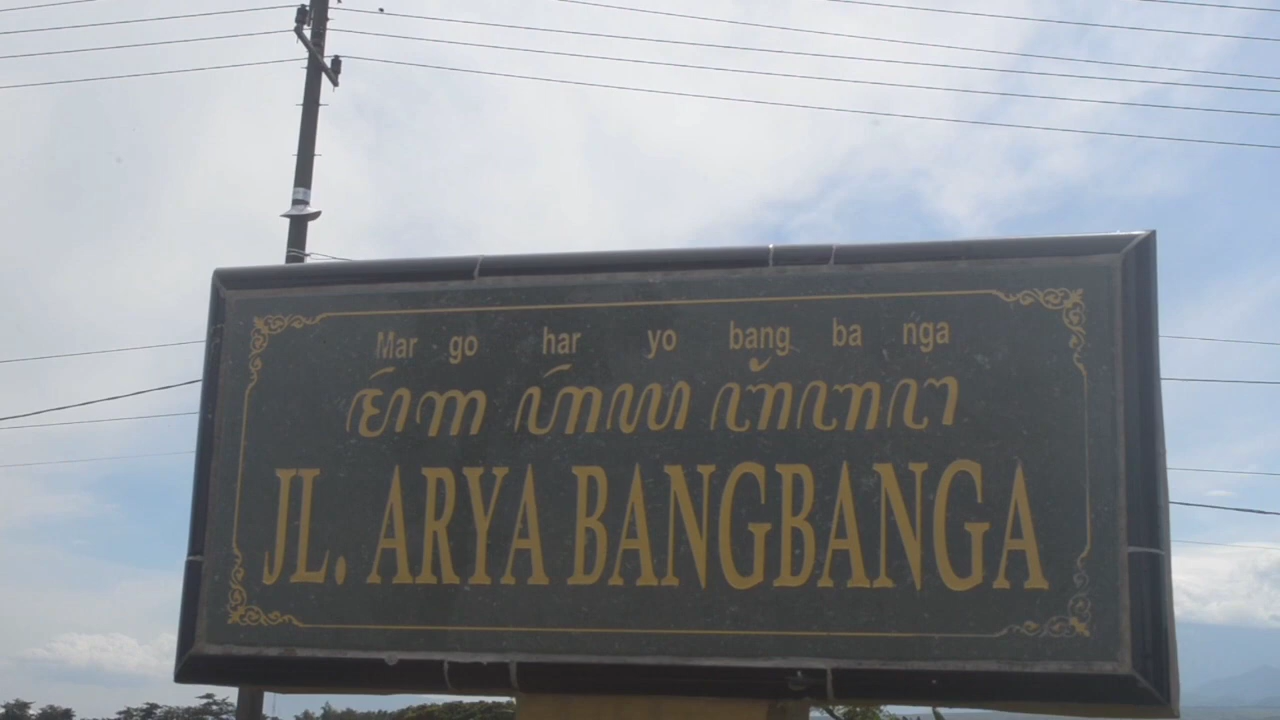 Mar go har yo bang ba nga
ꦩꦂꦒ ꦲꦂꦪ ꦧꦁꦧꦔ
JL. ARYA BANGBANGA